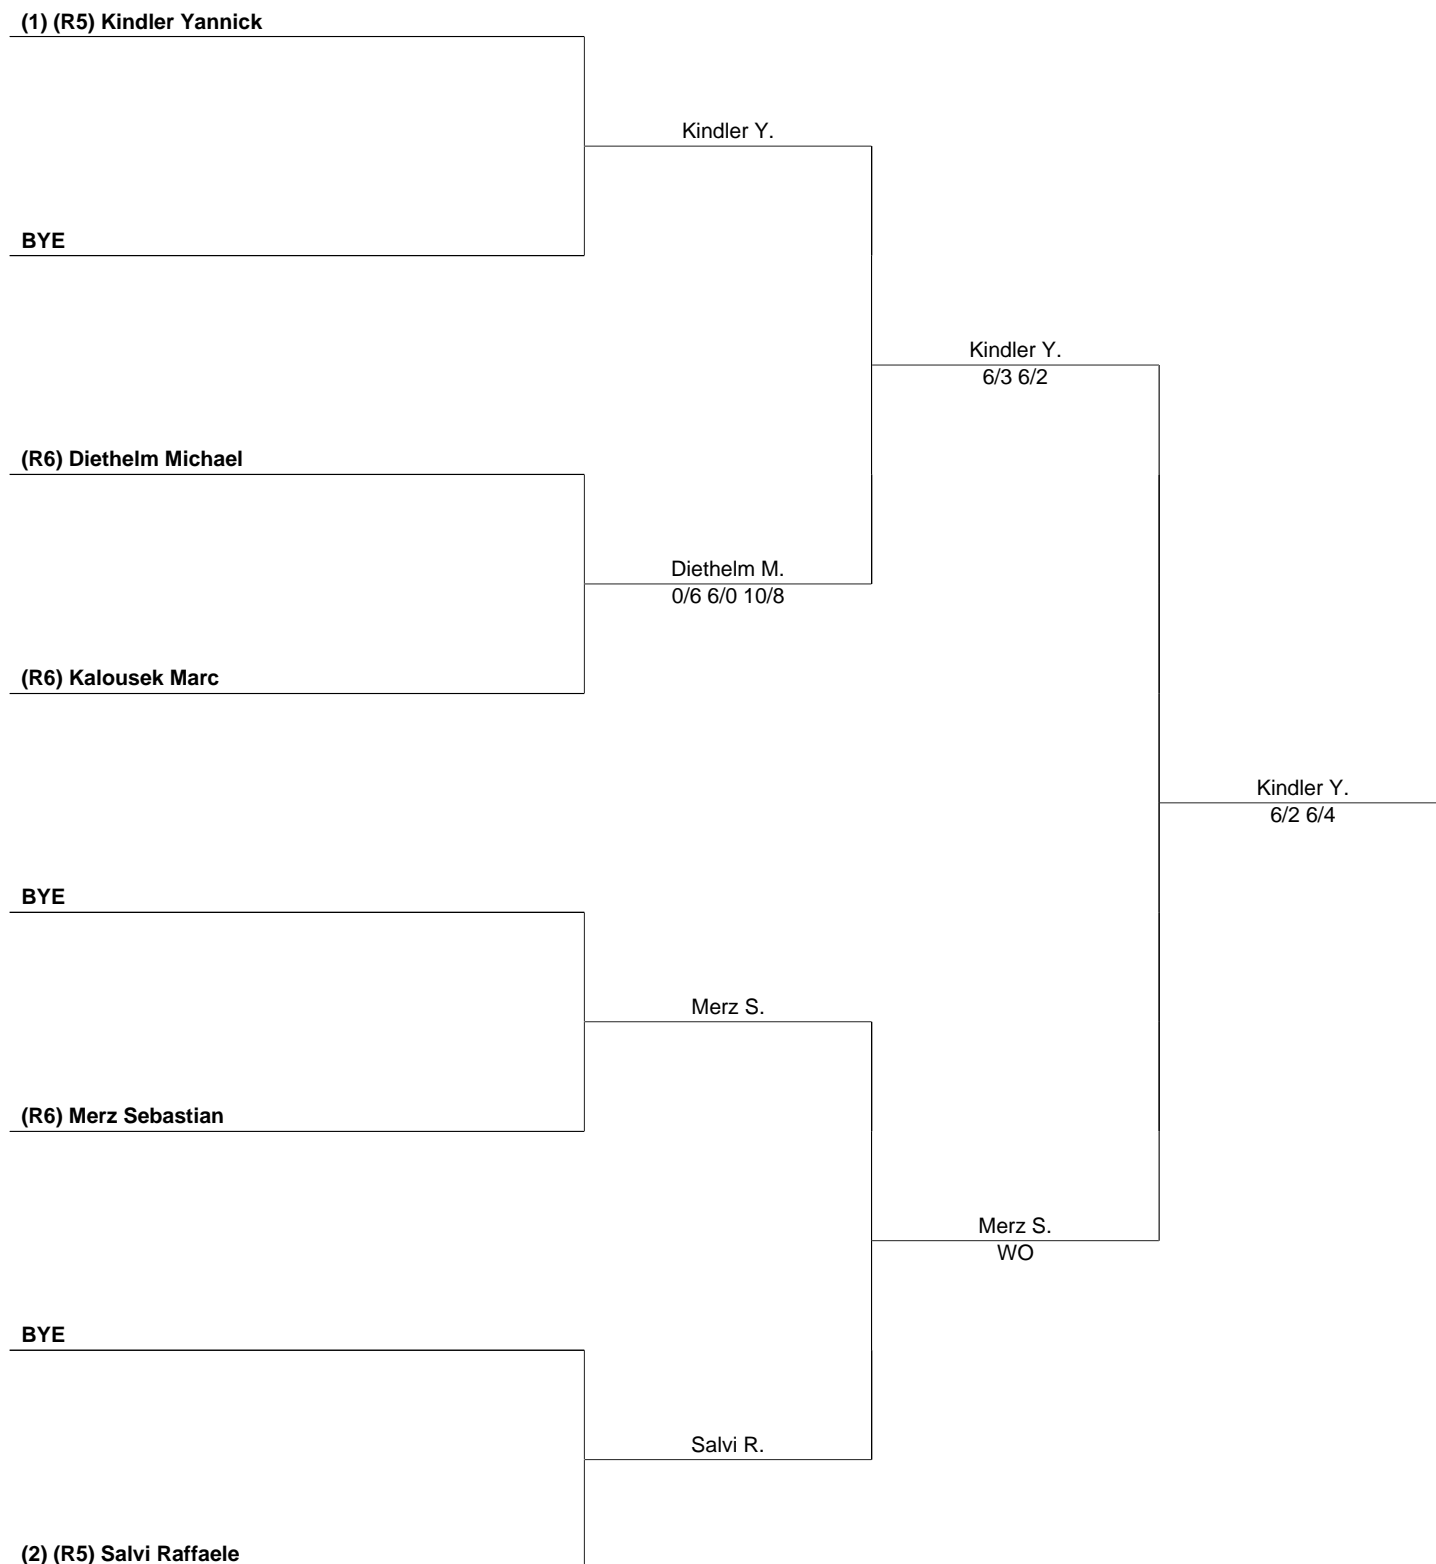 (1) (R5) Kindler Yannick
Kindler Y.
BYE
Kindler Y.
6/3 6/2
(R6) Diethelm Michael
Diethelm M.
0/6 6/0 10/8
(R6) Kalousek Marc
Kindler Y.
6/2 6/4
BYE
Merz S.
(R6) Merz Sebastian
Merz S.
WO
BYE
Salvi R.
(2) (R5) Salvi Raffaele